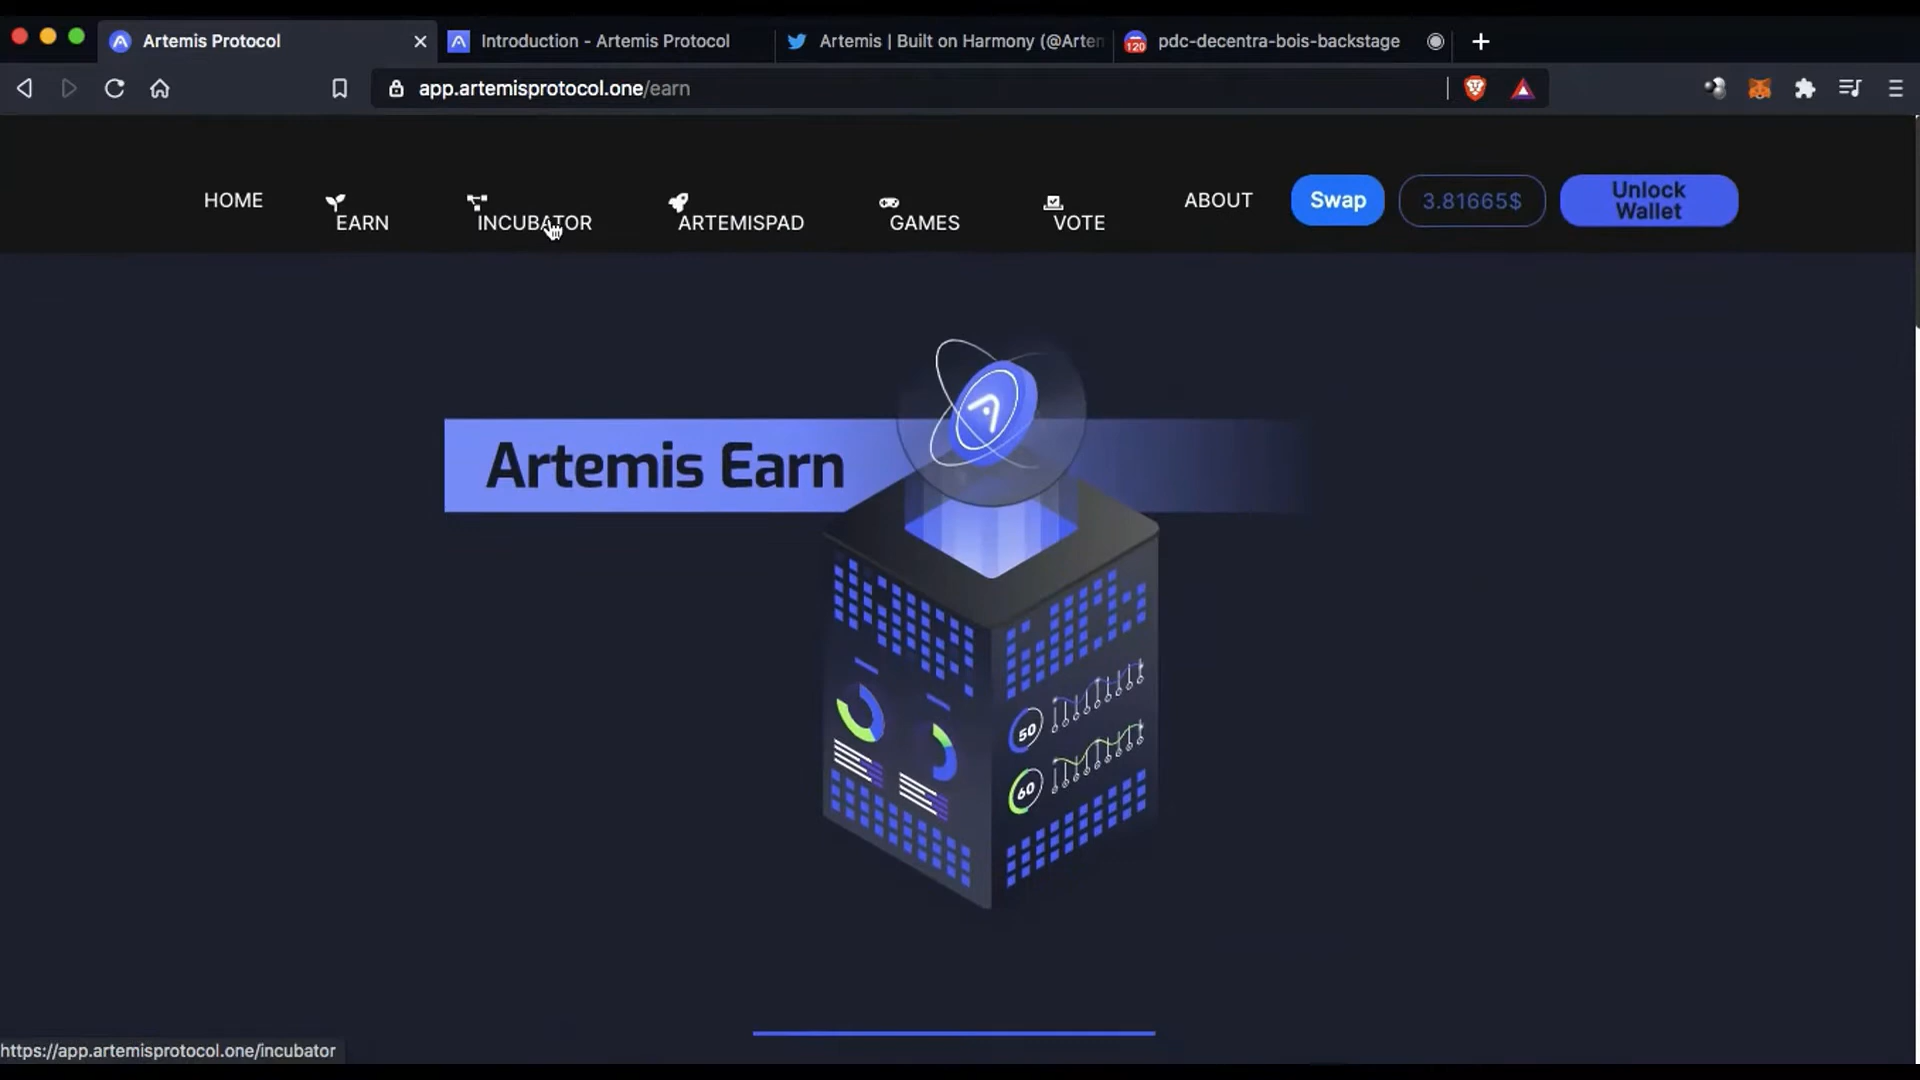 Artemis Protocol
Introduction - Artemis Protocol
Artemis | Built on Harmony (@Artem
120
pdc-decentra-bois-backstage
app.artemisprotocol.one/earn
HOME
EARN
INCUBATOR
ARTEMISPAD
GAMES
VOTE
ABOUT
Swap
3.81665$
Unlock
Wallet
Artemis Earn
50
60
https://app.artemisprotocol.one/incubator